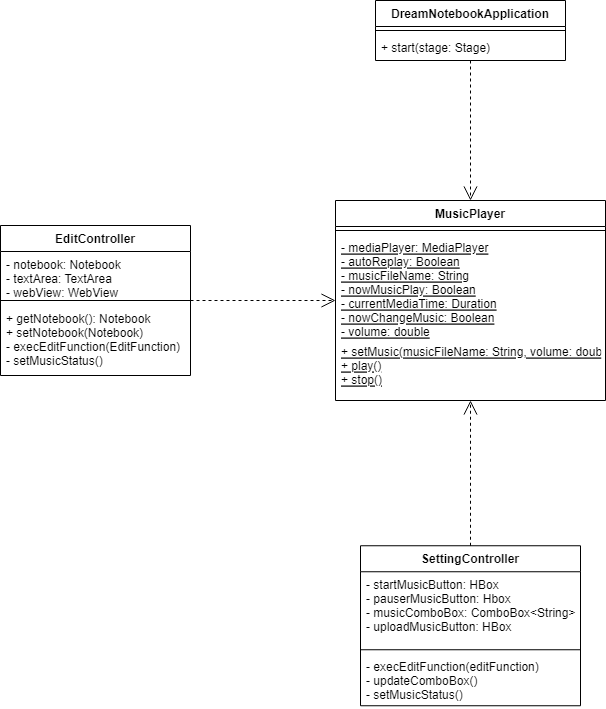 DreamNotebookApplication
+ start(stage: Stage)
MusicPlayer
- mediaPlayer: MediaPlayer
- autoReplay: Boolean
- musicFileName: String
- nowMusicPlay: Boolean
- currentMediaTime: Duration
- nowChangeMusic: Boolean
- volume: double
+ setMusic(musicFileName: String, volume: doub
+ play()
+ stop()
EditController
- notebook: Notebook
- textArea: TextArea
- webView: WebView
+ getNotebook(): Notebook
+ setNotebook(Notebook)
- execEditFunction(EditFunction)
- setMusicStatus()
SettingController
- startMusicButton: HBox
- pauserMusicButton: Hbox
- musicComboBox: ComboBox<String>
- uploadMusicButton: HBox
- execEditFunction(editFunction)
- updateComboBox()
- setMusicStatus()